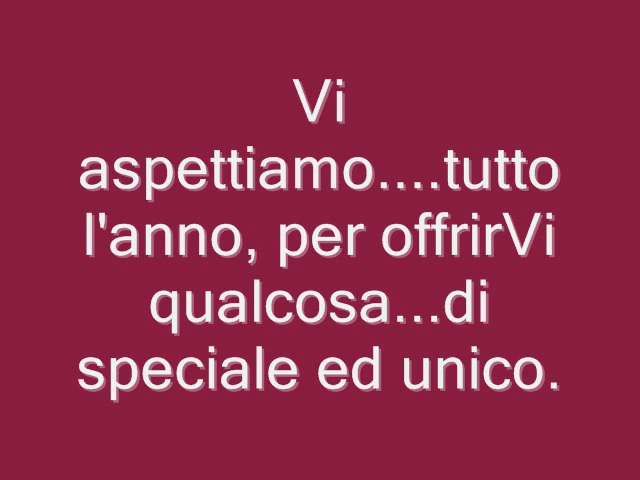 Vi
aspettiamo....tutto
l'anno, per offrirVi
qualcosa...di
speciale ed unico.